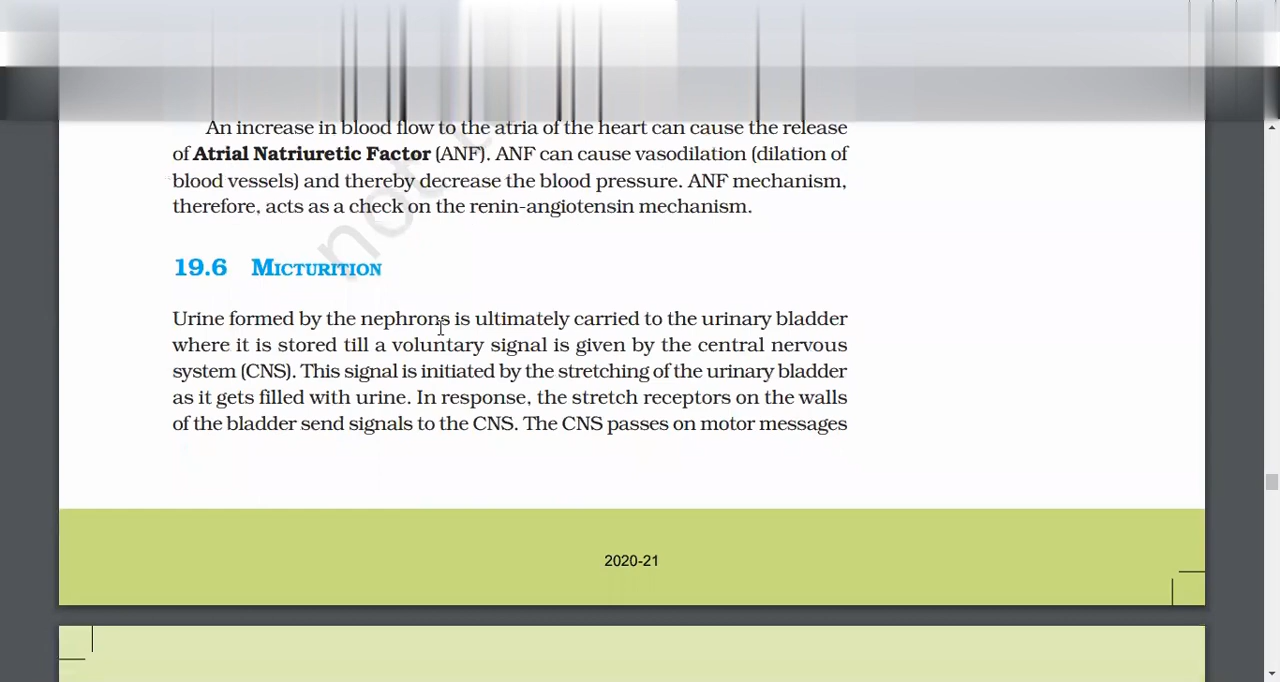 An increase in blood flow to the atria of the heart can cause the release
of Atrial Natriuretic Factor (ANF). ANF can cause vasodilation (dilation of
blood vessels) and thereby decrease the blood pressure. ANF mechanism,
therefore, acts as a check on the renin-angiotensin mechanism.
19.6 MICTURITION
Urine formed by the nephrons is ultimately carried to the urinary bladder
where it is stored till a voluntary signal is given by the central nervous
system (CNS). This signal is initiated by the stretching of the urinary bladder
as it gets filled with urine. In response, the stretch receptors on the walls
of the bladder send signals to the CNS. The CNS passes on motor messages
not
2020-21